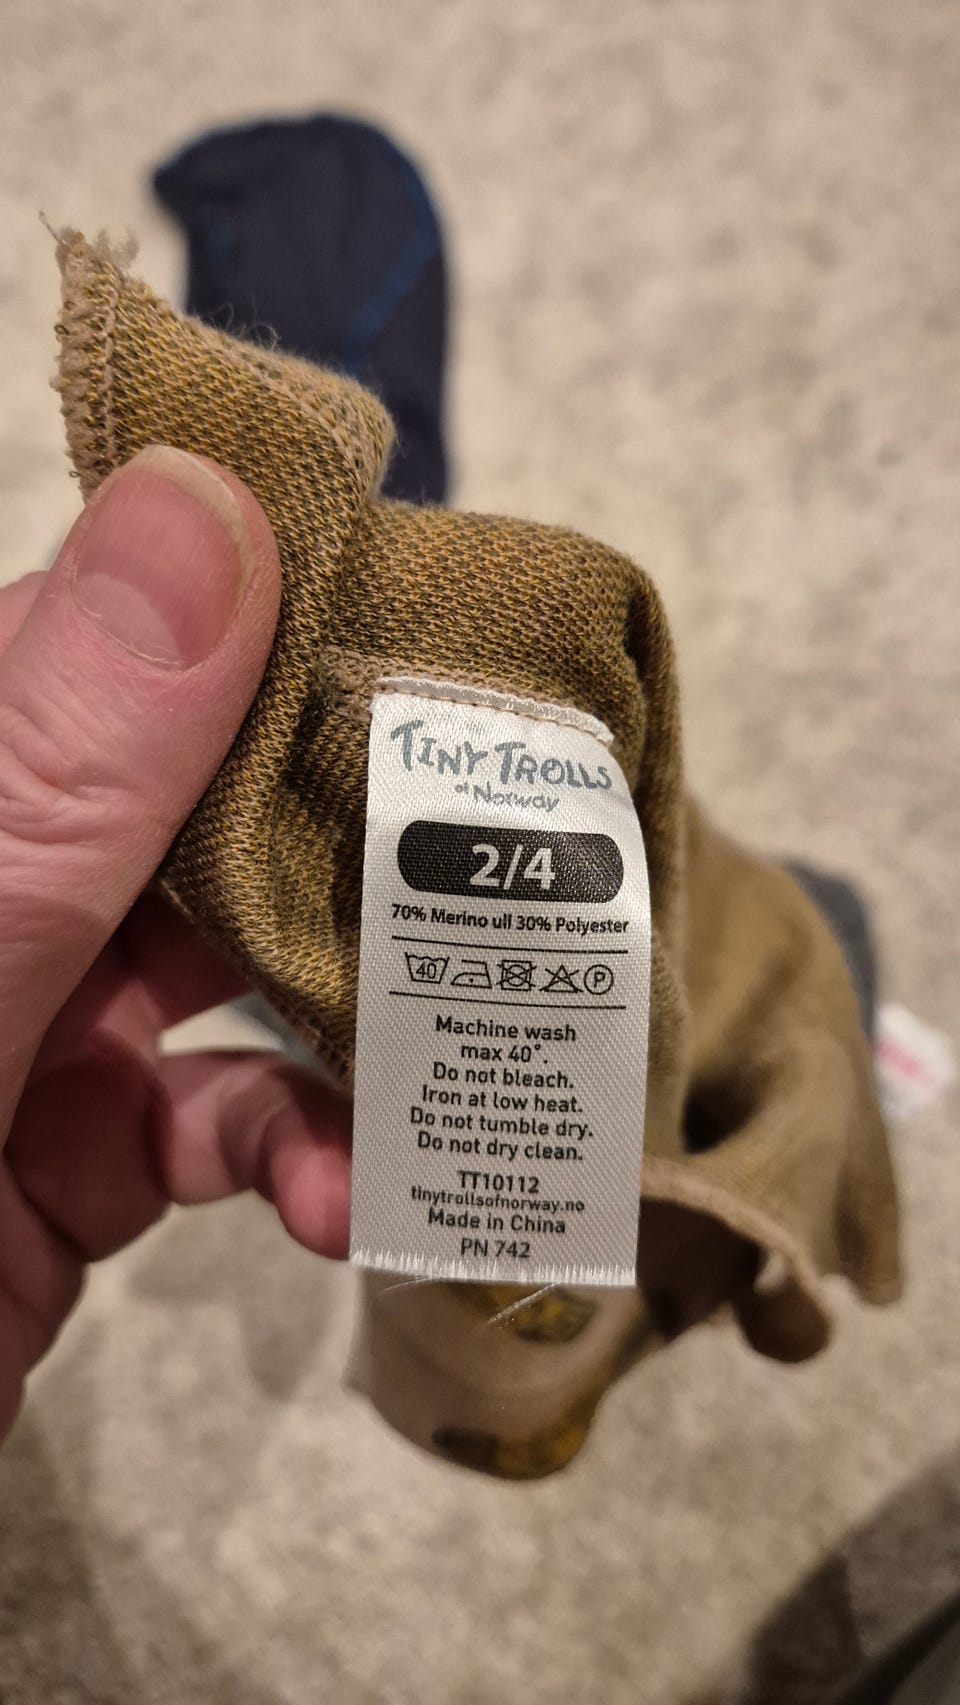 TINY TROLLS
of Norway
2/4
70% Merino ull 30% Polyester
40 P
Machine wash
max 40°.
Do not bleach.
Iron at low heat.
Do not tumble dry.
Do not dry clean.
TT10112
tinytrollsofnorway.no
Made in China
PN 742